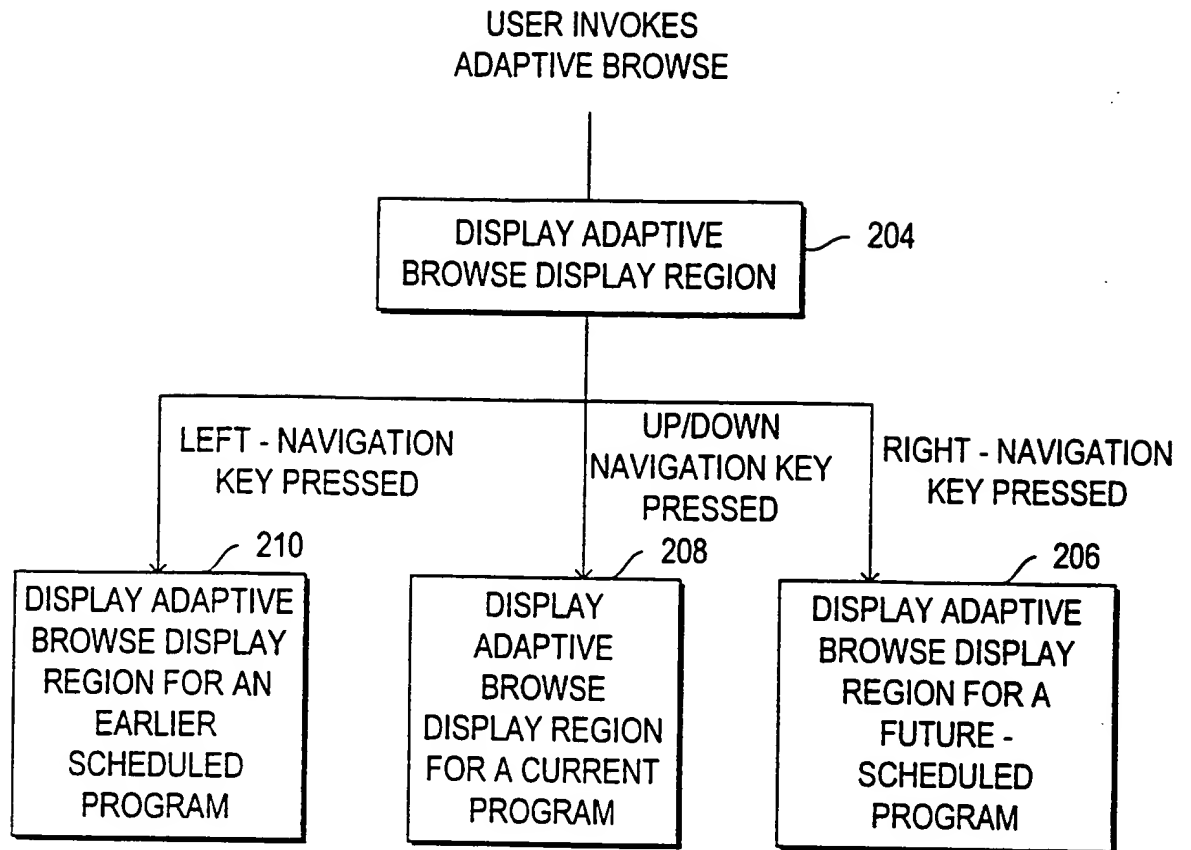 USER INVOKES
ADAPTIVE BROWSE
DISPLAY ADAPTIVE
BROWSE DISPLAY REGION
204
LEFT - NAVIGATION
KEY PRESSED
UP/DOWN
NAVIGATION KEY
PRESSED
RIGHT - NAVIGATION
KEY PRESSED
210
DISPLAY ADAPTIVE
BROWSE DISPLAY
REGION FOR AN
EARLIER
SCHEDULED
PROGRAM
208
DISPLAY
ADAPTIVE
BROWSE
DISPLAY REGION
FOR A CURRENT
PROGRAM
206
DISPLAY ADAPTIVE
BROWSE DISPLAY
REGION FOR A
FUTURE -
SCHEDULED
PROGRAM